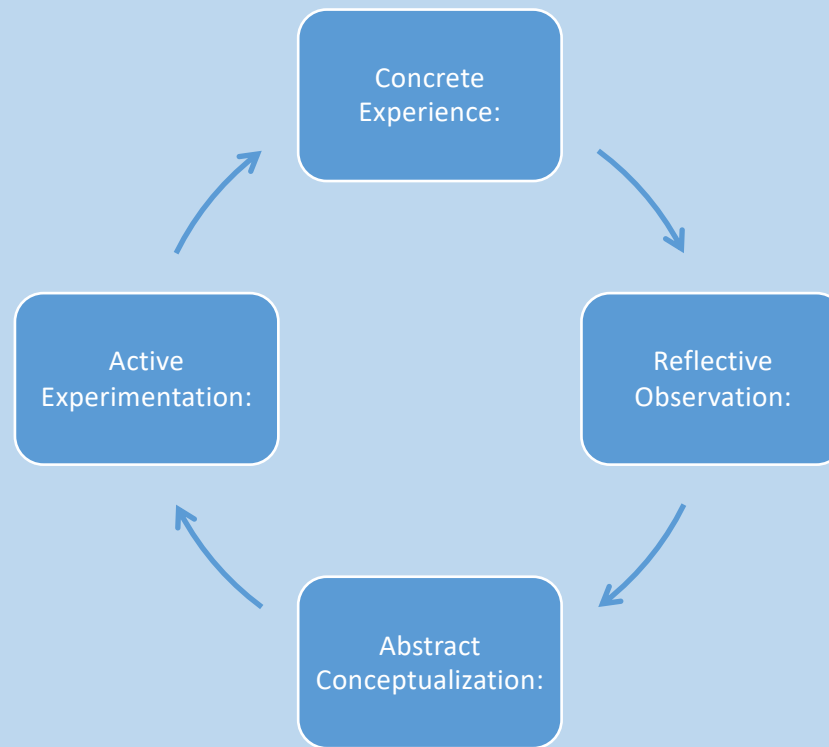 Concrete
Experience:
Reflective
Observation:
Abstract
Conceptualization:
Active
Experimentation: